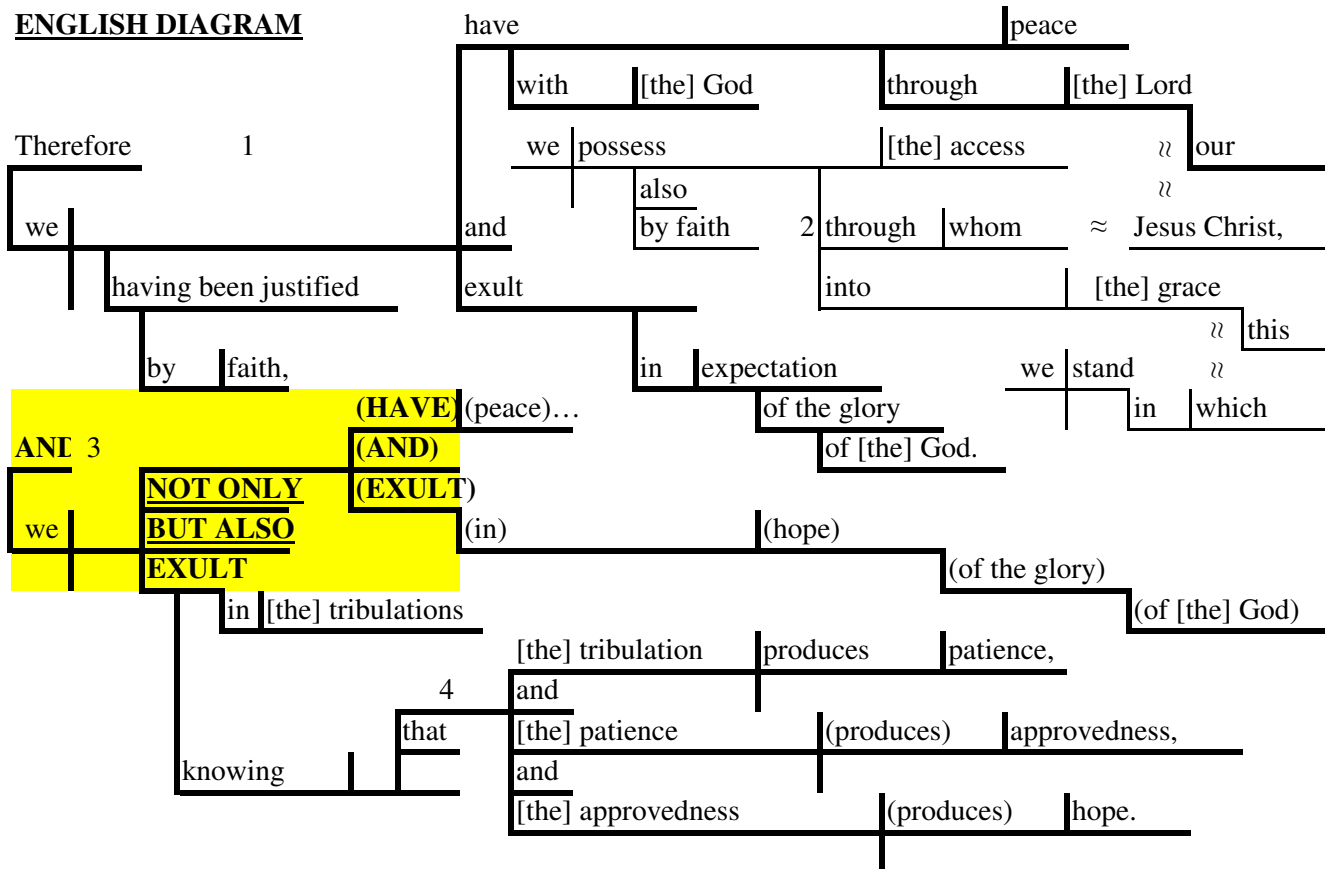 ENGLISH DIAGRAM have peace
with [the] God through [the] Lord
Therefore 1 we possess [the] access ≈ our
also ≈
we and by faith 2 through whom ≈ Jesus Christ,
having been justified exult into [the] grace
≈ this
by faith, in expectation we stand ≈
(HAVE) (peace)… of the glory in which
AND 3 (AND) of [the] God.
NOT ONLY (EXULT)
we BUT ALSO (in) (hope)
EXULT (of the glory)
in [the] tribulations (of [the] God)
[the] tribulation produces patience,
4 and
that [the] patience (produces) approvedness,
knowing and
[the] approvedness (produces) hope.